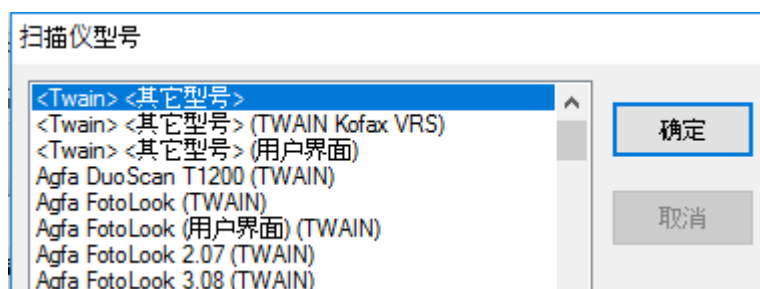 扫描仪型号
<Twain> <其它型号>
<Twain> <其它型号> (TWAIN Kofax VRS)
<Twain> <其它型号> (用户界面)
Agfa DuoScan T1200 (TWAIN)
Agfa FotoLook (TWAIN)
Agfa FotoLook (用户界面) (TWAIN)
Agfa FotoLook 2.07 (TWAIN)
Agfa FotoLook 3.08 (TWAIN)
确定
取消